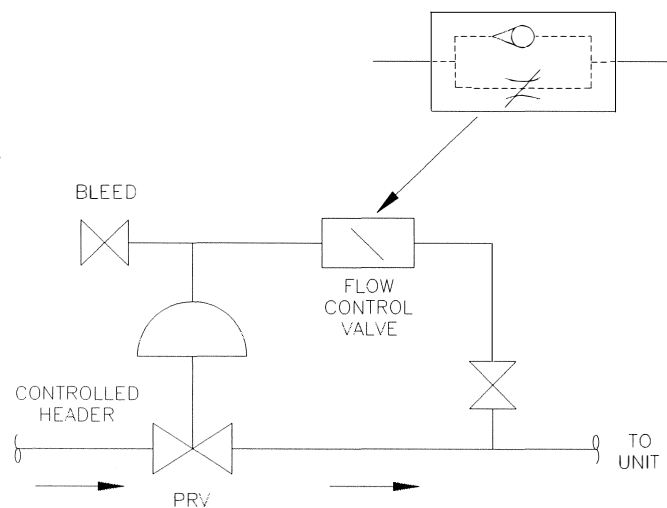 BLEED
FLOW
CONTROL
VALVE
CONTROLLED
HEADER
TO
UNIT
PRV